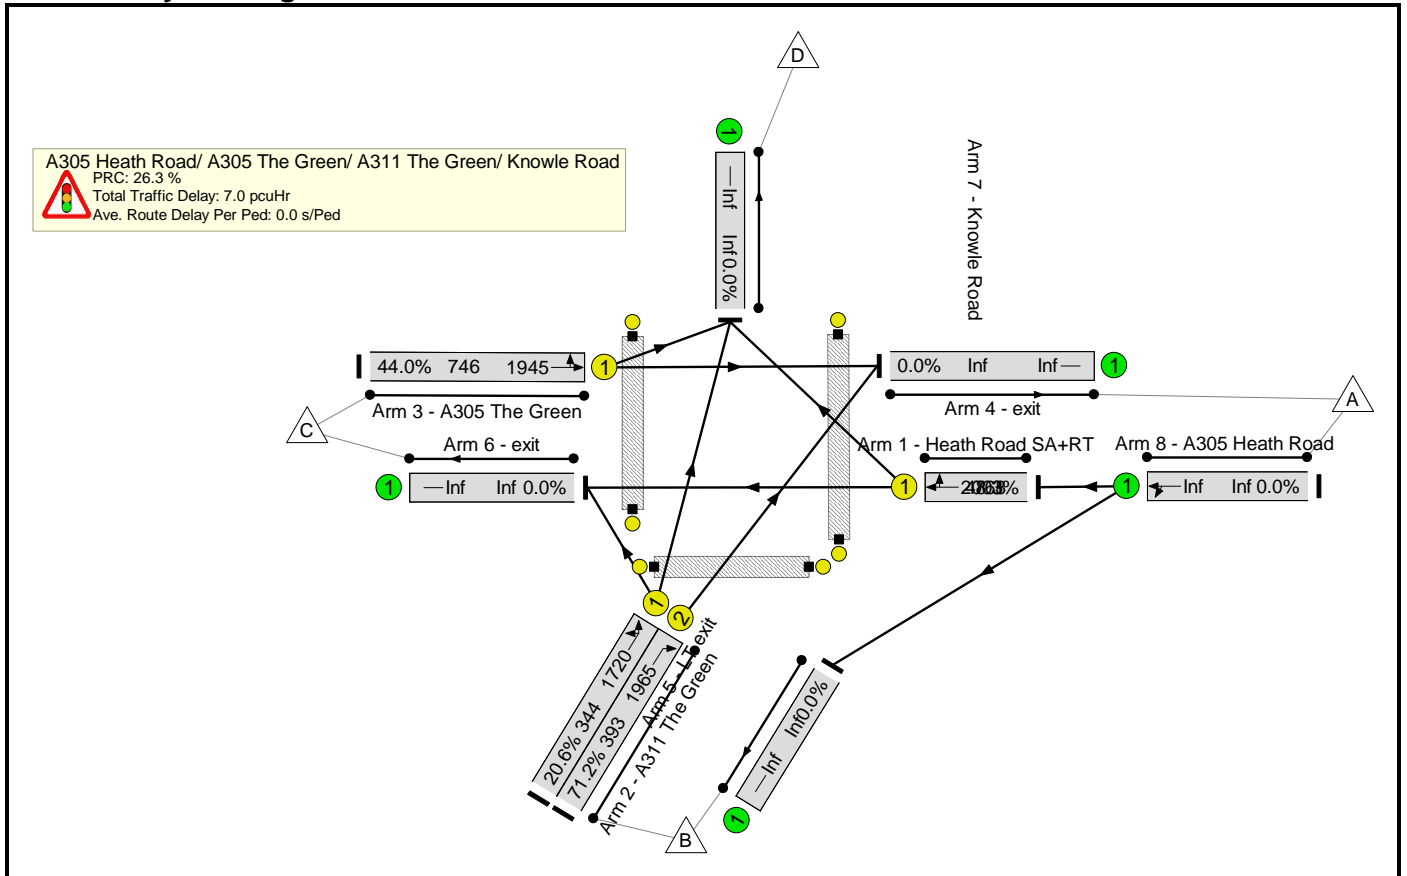 D
1
A305 Heath Road/ A305 The Green/ A311 The Green/ Knowle Road
PRC: 26.3 %
Total Traffic Delay: 7.0 pcuHr
Ave. Route Delay Per Ped: 0.0 s/Ped
Inf Inf 0.0%
Arm 7 - Knowle Road
44.0% 746 1945
1
0.0% Inf Inf
1
Arm 3 - A305 The Green
Arm 4 - exit
A
C
Arm 6 - exit
Arm 1 - Heath Road SA+RT
Arm 8 - A305 Heath Road
1
Inf Inf 0.0%
1
1
Inf Inf 0.0%
1
2
20.6% 344 1720
71.2% 393 1965
Arm 5 - LT exit
Arm 2 - A311 The Green
Inf Inf 0.0%
1
B